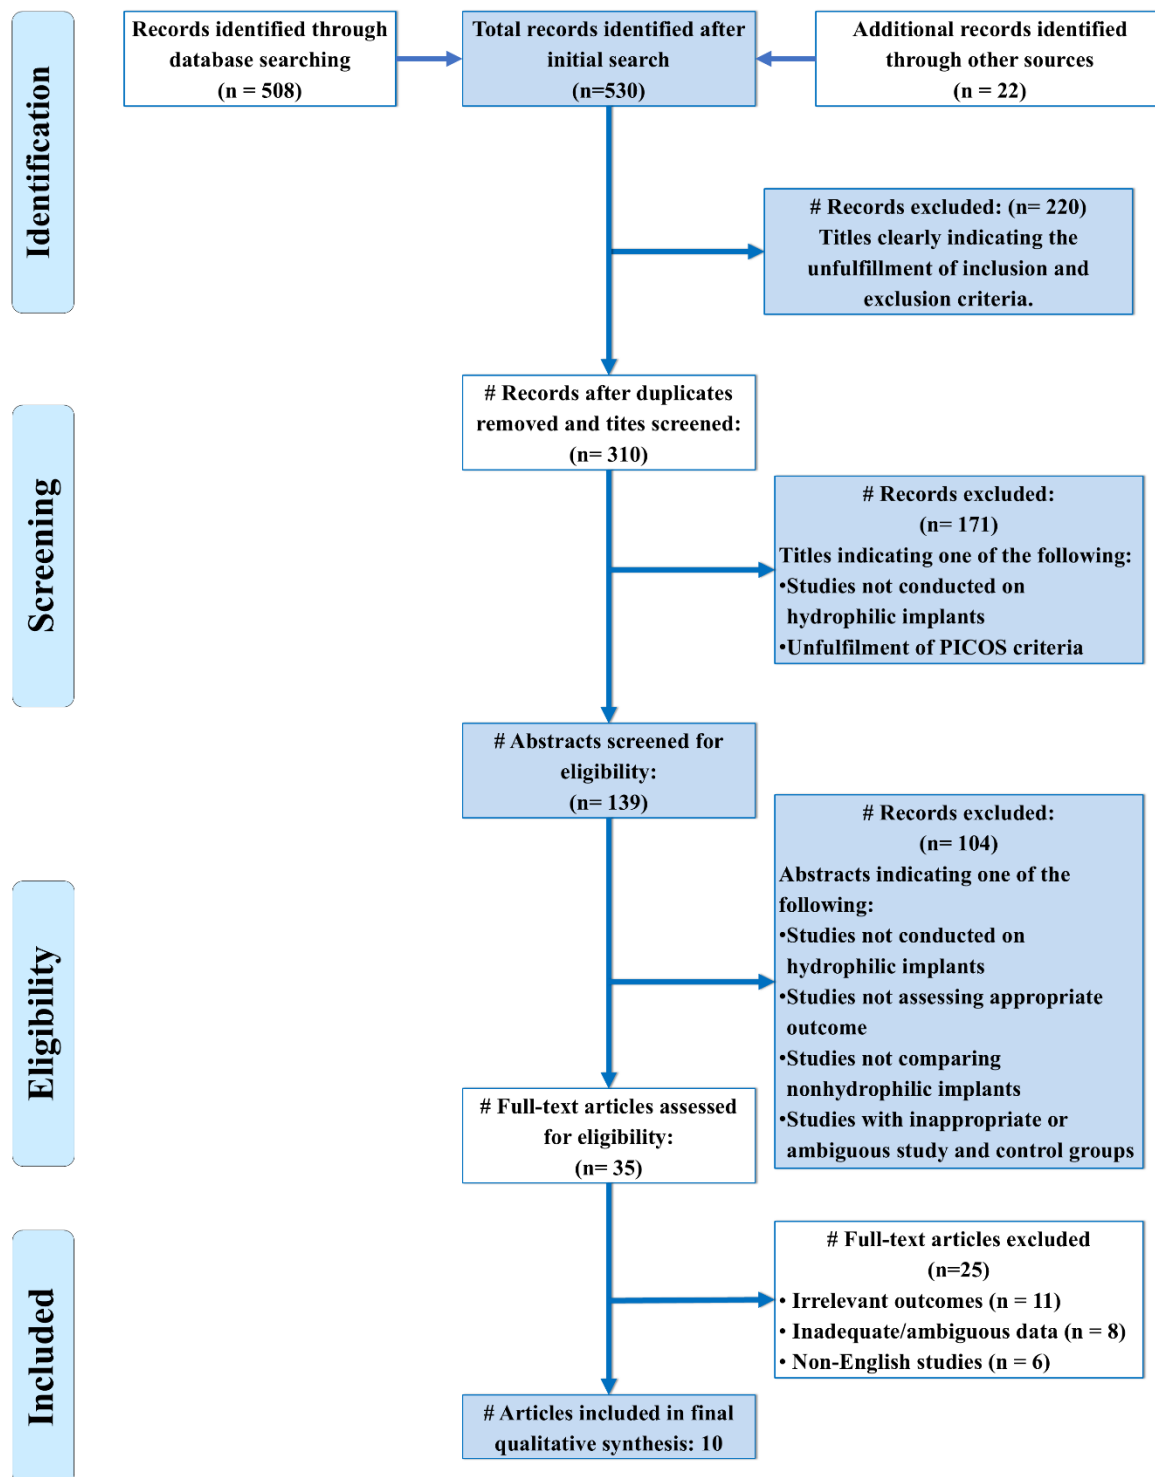 Records identified through
database searching
(n = 508)
Total records identified after
initial search
(n=530)
Additional records identified
through other sources
(n = 22)
Identification
# Records excluded: (n= 220)
Titles clearly indicating the
unfulfillment of inclusion and
exclusion criteria.
# Records after duplicates
removed and tites screened:
(n= 310)
Screening
# Records excluded:
(n= 171)
Titles indicating one of the following:
•Studies not conducted on
hydrophilic implants
•Unfulfilment of PICOS criteria
# Abstracts screened for
eligibility:
(n= 139)
Eligibility
# Records excluded:
(n= 104)
Abstracts indicating one of the
following:
•Studies not conducted on
hydrophilic implants
•Studies not assessing appropriate
outcome
•Studies not comparing
nonhydrophilic implants
•Studies with inappropriate or
ambiguous study and control groups
# Full-text articles assessed
for eligibility:
(n= 35)
Included
# Full-text articles excluded
(n=25)
• Irrelevant outcomes (n = 11)
• Inadequate/ambiguous data (n = 8)
• Non-English studies (n = 6)
# Articles included in final
qualitative synthesis: 10